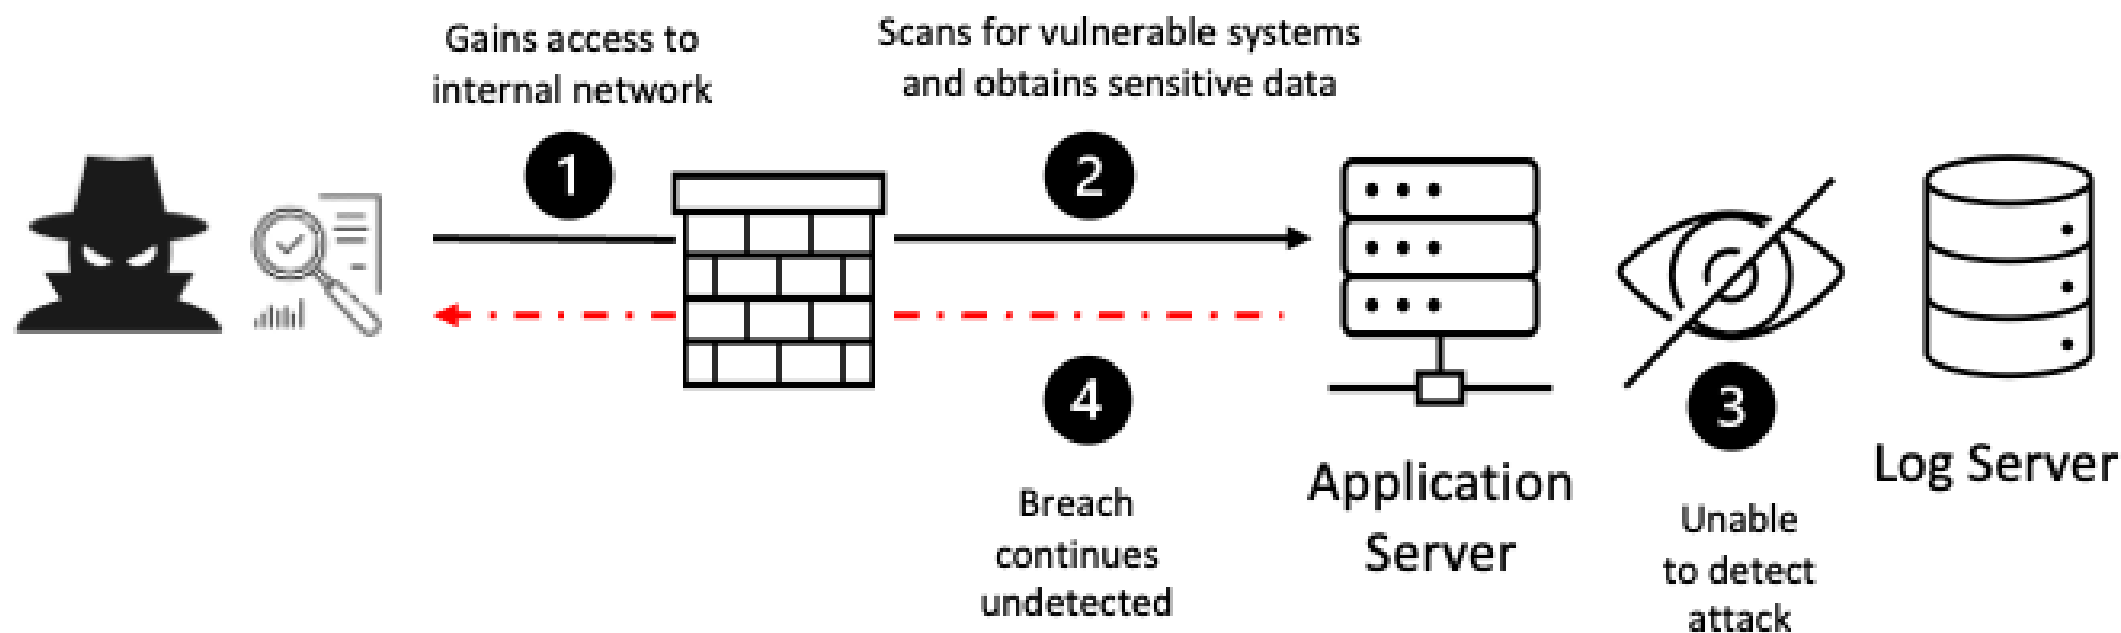 Gains access to
internal network
1
Scans for vulnerable systems
and obtains sensitive data
2
3
4
Breach
continues
undetected
Application
Server
Unable
to detect
attack
Log Server